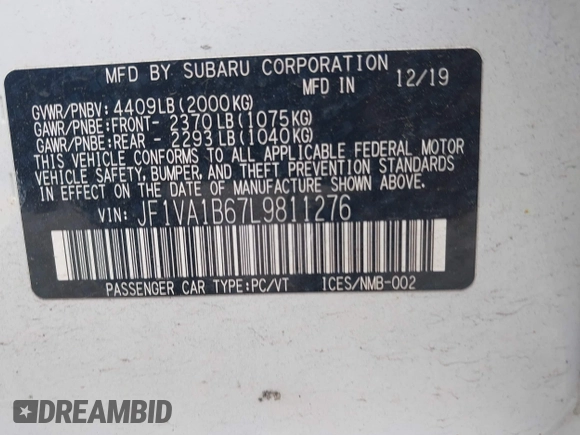 MFD BY SUBARU CORPORATION
MFD IN 12/19
GVWR/PNBV: 4409LB(2000KG)
GAWR/PNBE:FRONT- 2370LB(1075KG)
GAWR/PNBE:REAR - 2293LB(1040KG)
THIS VEHICLE CONFORMS TO ALL APPLICABLE FEDERAL MOTOR
VEHICLE SAFETY, BUMPER, AND THEFT PREVENTION STANDARDS
IN EFFECT ON THE DATE OF MANUFACTURE SHOWN ABOVE.
VIN: JF1VA1B67L9811276
PASSENGER CAR TYPE:PC/VT ICES/NMB-002
DREAMBID